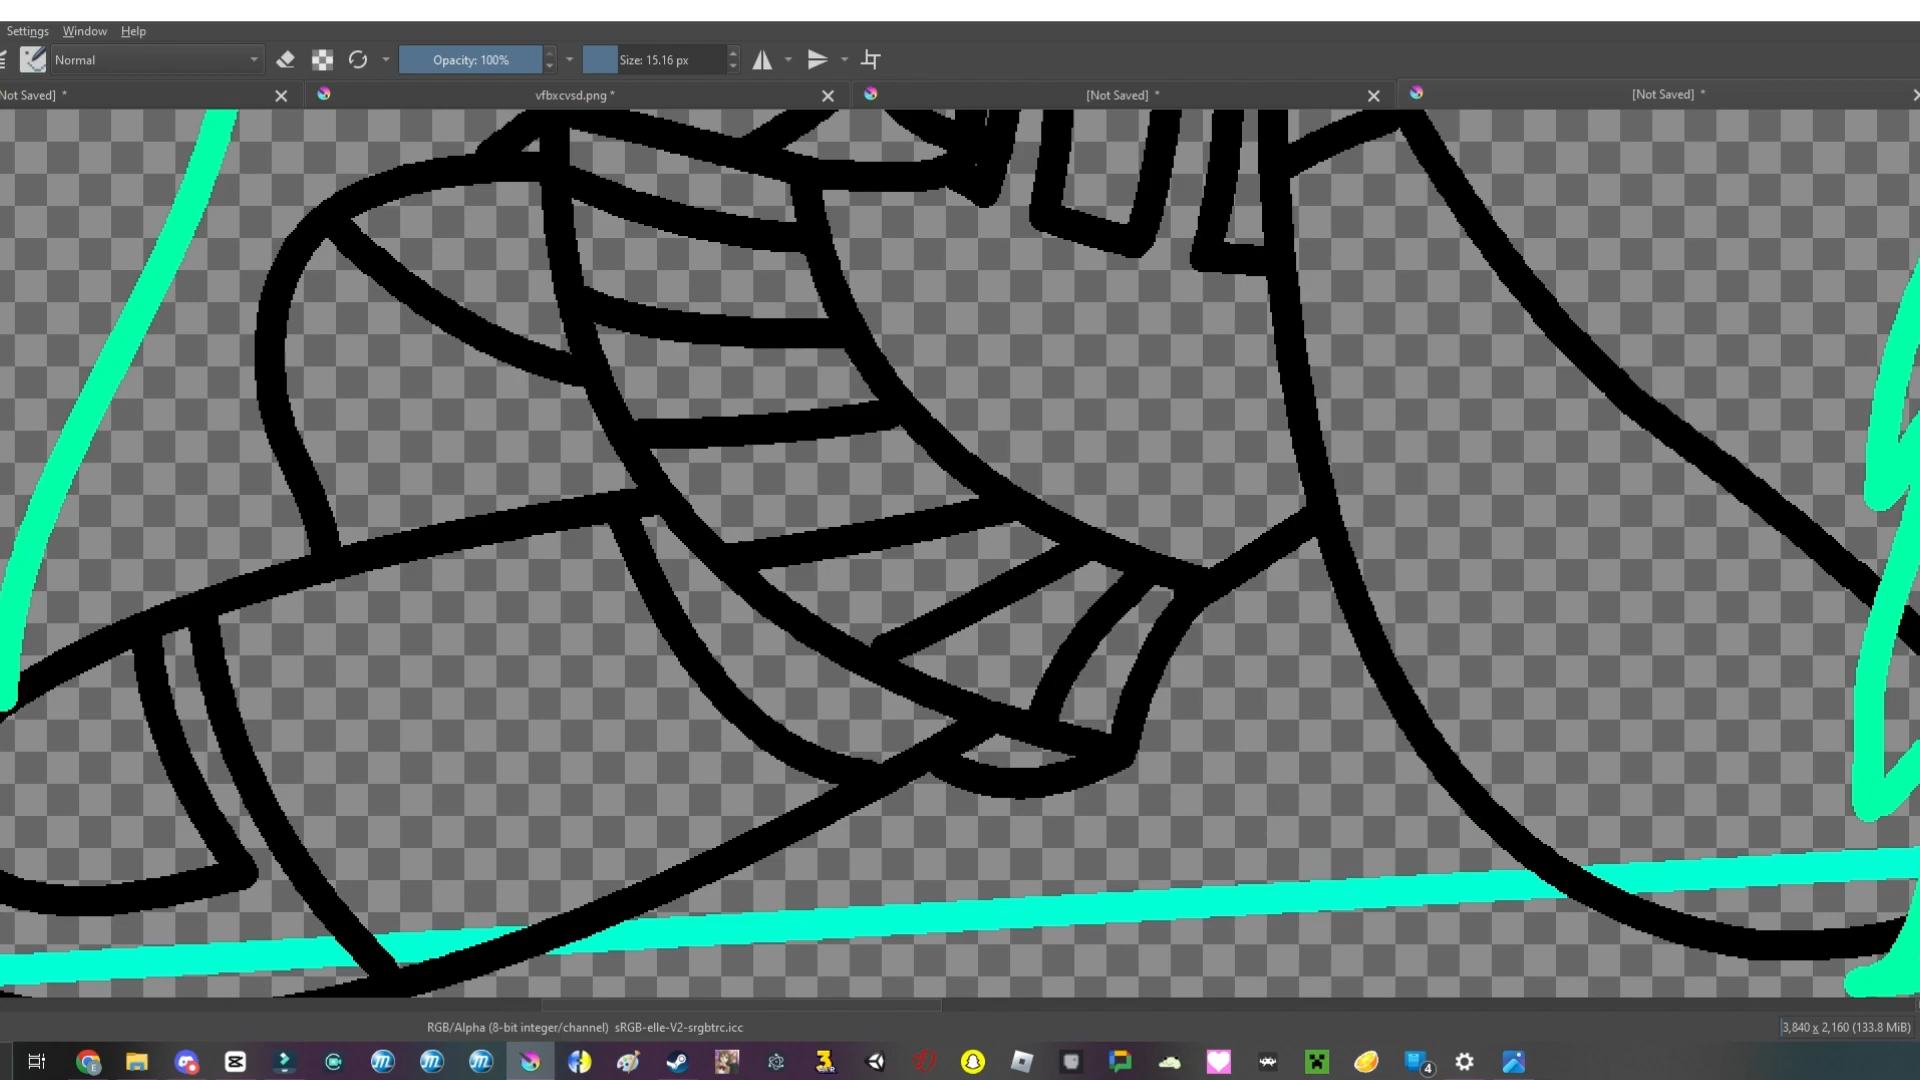 Settings Window Help
Normal Opacity: 100% Size: 15.16 px
Not Saved] * vfbxcvsd.png * [Not Saved] * [Not Saved] *
RGB/Alpha (8-bit integer/channel) sRGB-elle-V2-srgbtrc.icc 3,840 x 2,160 (133.8 MiB)
4